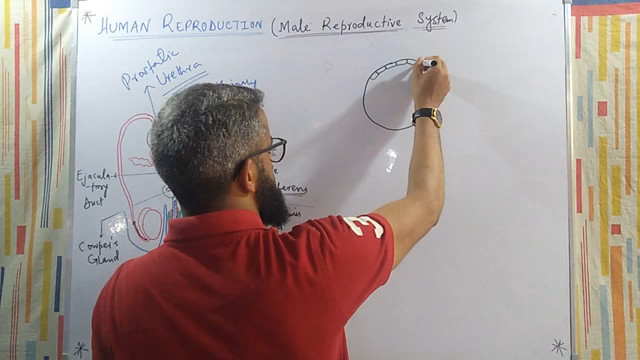 * HUMAN REPRODUCTION (Male Reproductive System)
Prostatic
Urethra
Ejacula-
tory
Duct
Cowper's
Gland
3